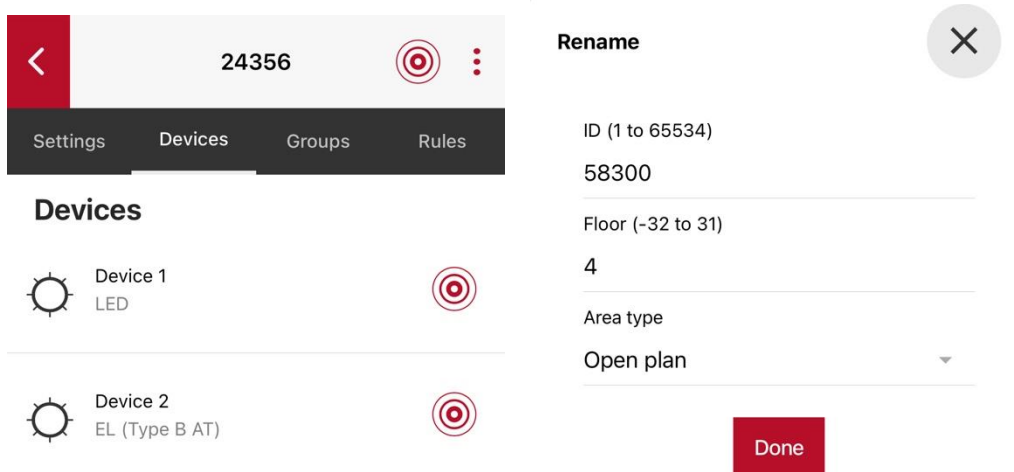 24356
Settings Devices Groups Rules
Devices
Device 1
LED
Device 2
EL (Type B AT)
Rename
ID (1 to 65534)
58300
Floor (-32 to 31)
4
Area type
Open plan
Done